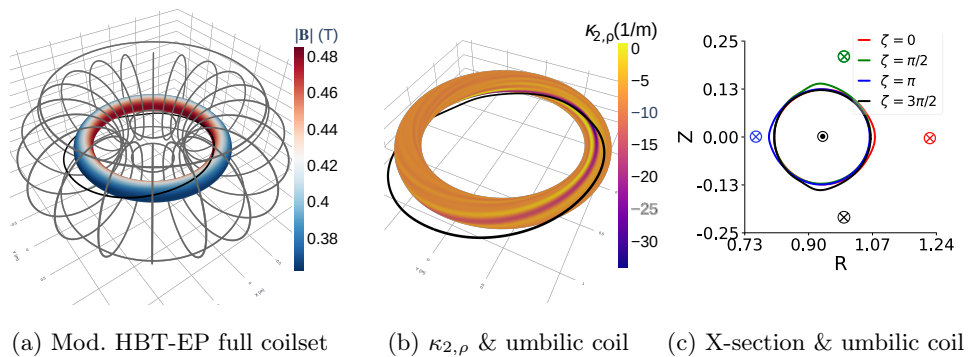 |B| (T)
0.48
0.46
0.44
0.42
0.40
0.38
κ₂,ρ(1/m)
0
−5
−10
−15
−20
−25
−30
0.25
0.13
0.00
-0.13
-0.25
Z
0.73
0.90
1.07
1.24
R
ζ = 0
ζ = π/2
ζ = π
ζ = 3π/2
(a) Mod. HBT-EP full coilset
(b) κ₂,ρ & umbilic coil
(c) X-section & umbilic coil